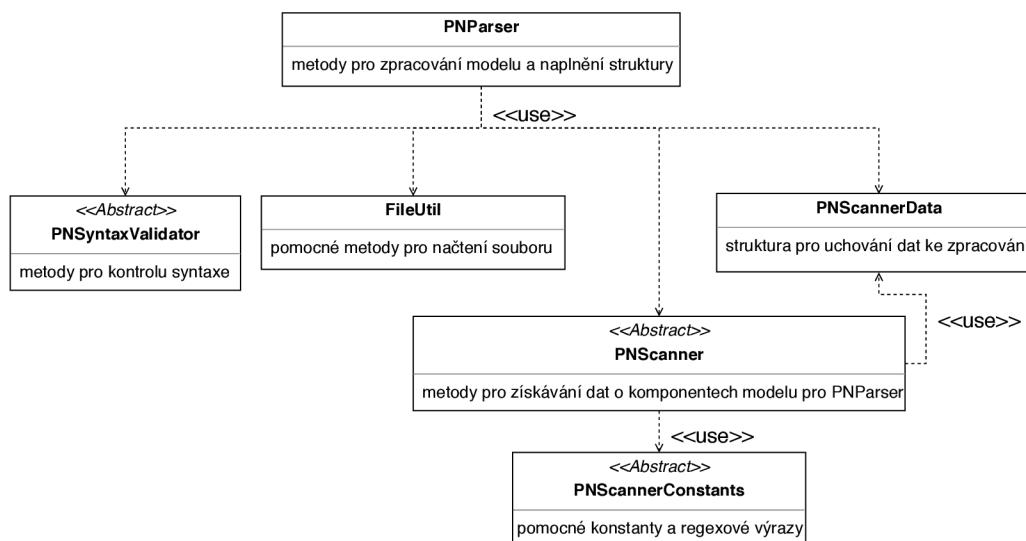 PNParser
metody pro zpracování modelu a naplnění struktury
<<use>>
<<Abstract>>
PNSyntaxValidator
metody pro kontrolu syntaxe
FileUtil
pomocné metody pro načtení souboru
PNScannerData
struktura pro uchování dat ke zpracován
<<use>>
<<Abstract>>
PNScanner
metody pro získávání dat o komponentech modelu pro PNParser
<<use>>
<<Abstract>>
PNScannerConstants
pomocné konstanty a regexové výrazy